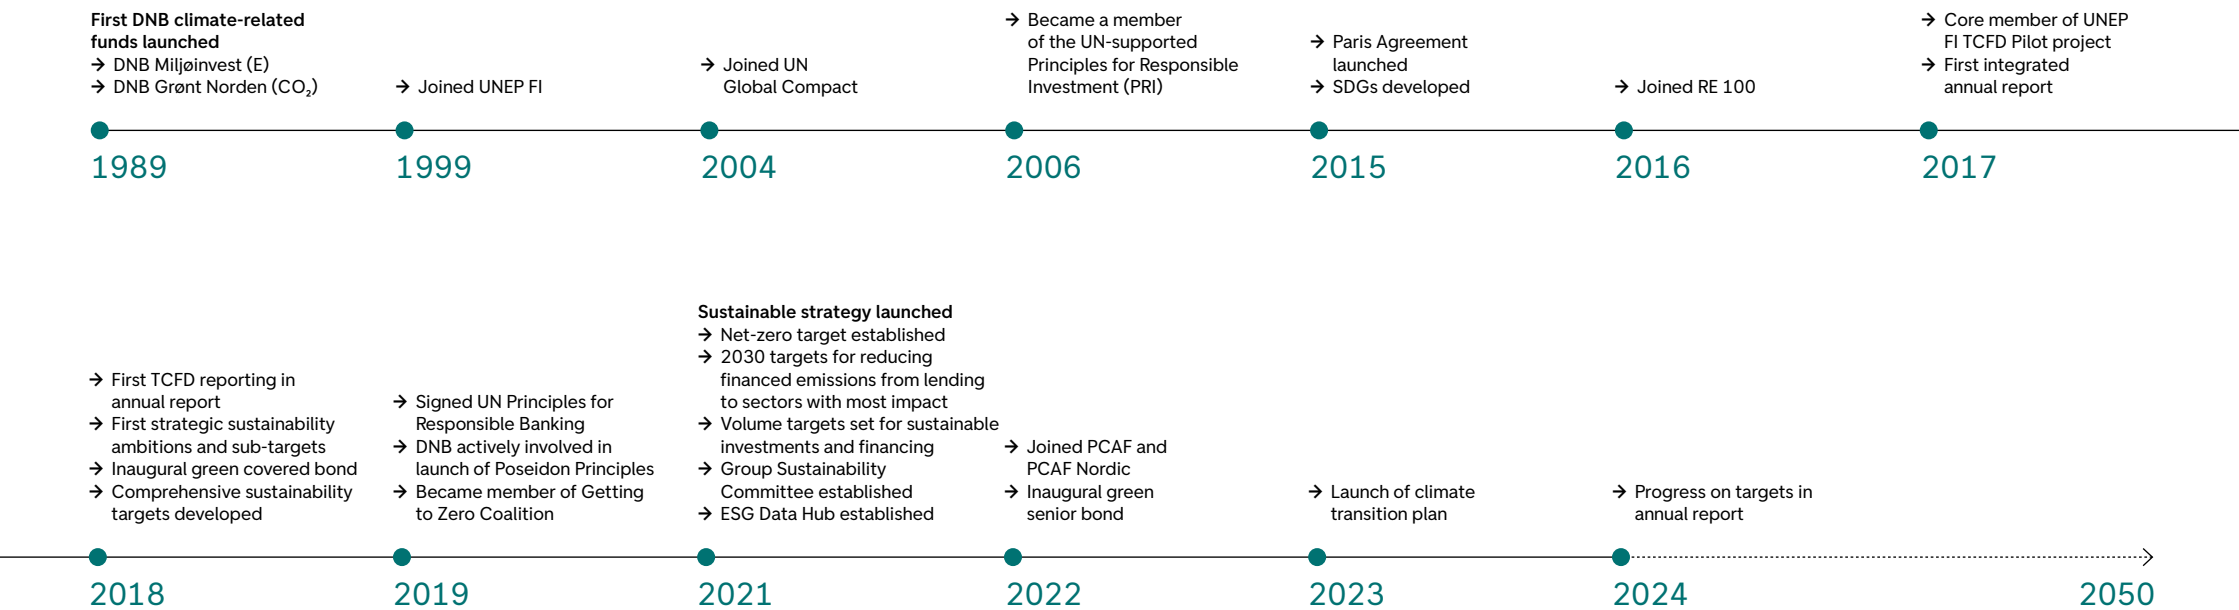 First DNB climate-related
funds launched
→ DNB Miljøinvest (E)
→ DNB Grønt Norden (CO₂)
1989
→ Joined UNEP FI
1999
→ Joined UN
Global Compact
2004
→ Became a member
of the UN-supported
Principles for Responsible
Investment (PRI)
2006
→ Paris Agreement
launched
→ SDGs developed
2015
→ Joined RE 100
2016
→ Core member of UNEP
FI TCFD Pilot project
→ First integrated
annual report
2017
→ First TCFD reporting in
annual report
→ First strategic sustainability
ambitions and sub-targets
→ Inaugural green covered bond
→ Comprehensive sustainability
targets developed
2018
→ Signed UN Principles for
Responsible Banking
→ DNB actively involved in
launch of Poseidon Principles
→ Became member of Getting
to Zero Coalition
2019
Sustainable strategy launched
→ Net-zero target established
→ 2030 targets for reducing
financed emissions from lending
to sectors with most impact
→ Volume targets set for sustainable
investments and financing
→ Group Sustainability
Committee established
→ ESG Data Hub established
2021
→ Joined PCAF and
PCAF Nordic
→ Inaugural green
senior bond
2022
→ Launch of climate
transition plan
2023
→ Progress on targets in
annual report
2024
2050